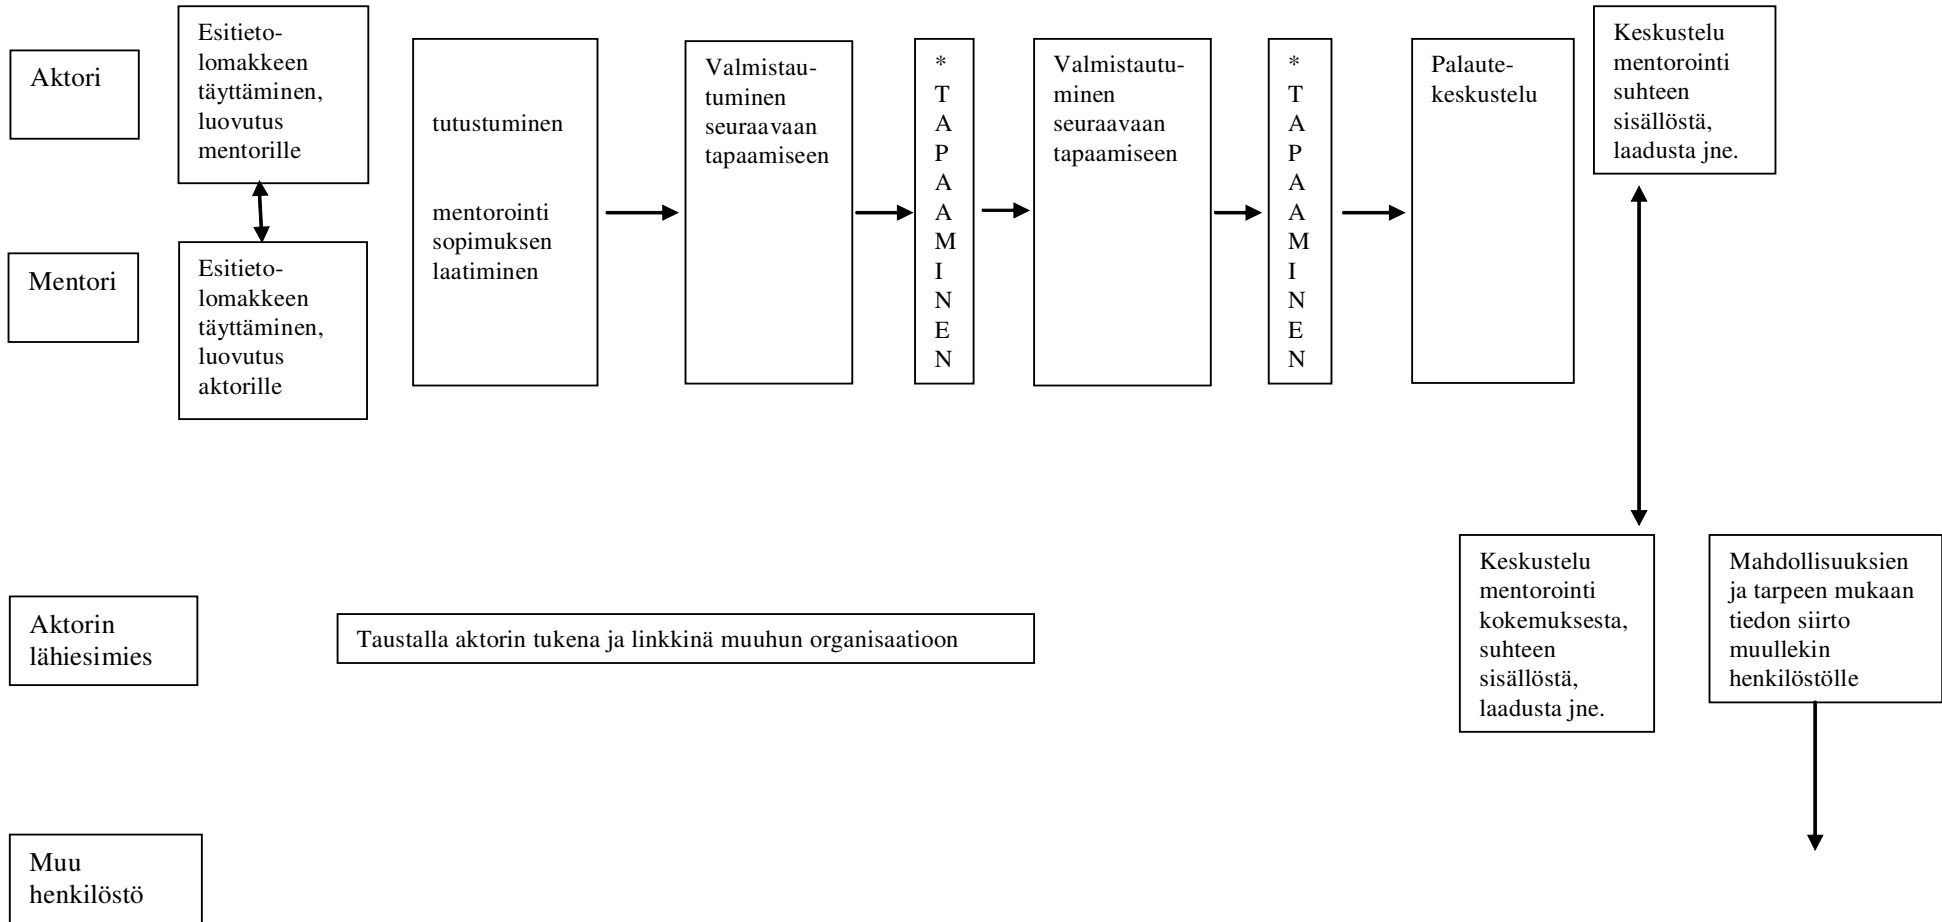 Aktori
Esitieto-
lomakkeen
täyttäminen,
luovutus
mentorille
Mentori
Esitieto-
lomakkeen
täyttäminen,
luovutus
aktorille
tutustuminen
mentorointi
sopimuksen
laatiminen
Valmistau-
tuminen
seuraavaan
tapaamiseen
*
T
A
P
A
A
M
I
N
E
N
Valmistautu-
minen
seuraavaan
tapaamiseen
*
T
A
P
A
A
M
I
N
E
N
Palaute-
keskustelu
Keskustelu
mentorointi
suhteen
sisällöstä,
laadusta jne.
Aktorin
lähiesimies
Taustalla aktorin tukena ja linkkinä muuhun organisaatioon
Keskustelu
mentorointi
kokemuksesta,
suhteen
sisällöstä,
laadusta jne.
Mahdollisuuksien
ja tarpeen mukaan
tiedon siirto
muullekin
henkilöstölle
Muu
henkilöstö